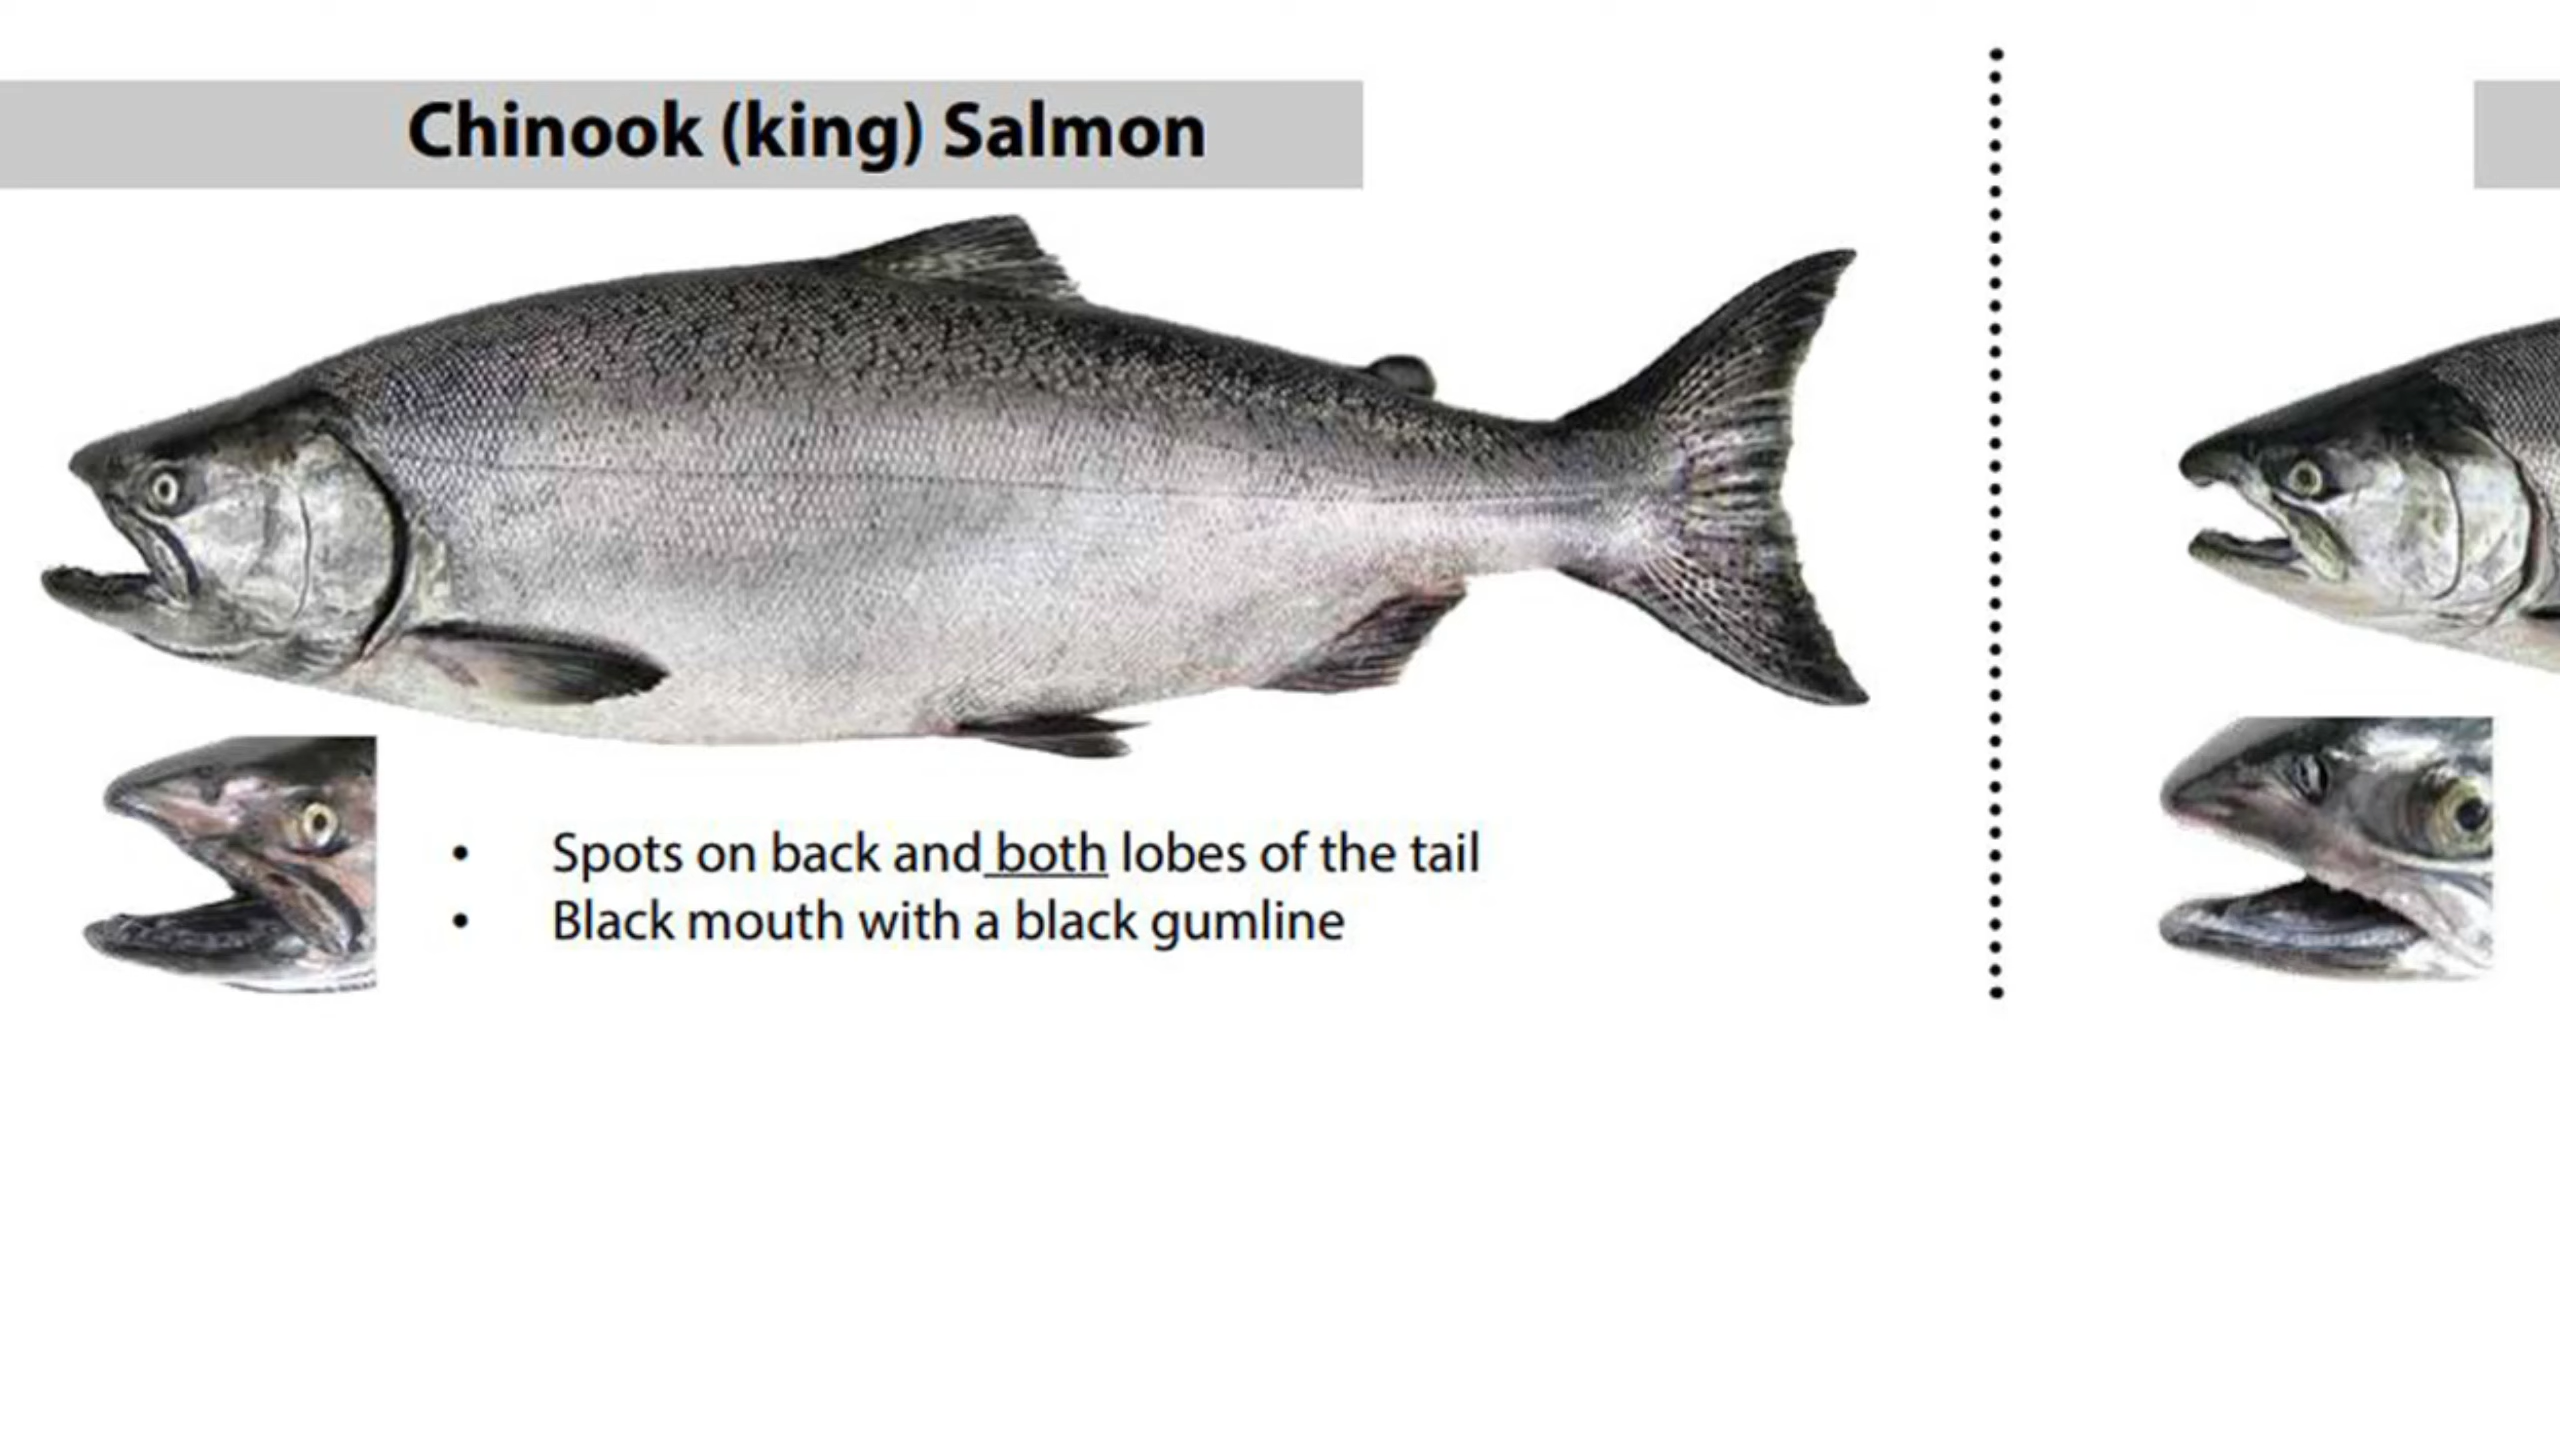 Chinook (king) Salmon
• Spots on back and both lobes of the tail
• Black mouth with a black gumline